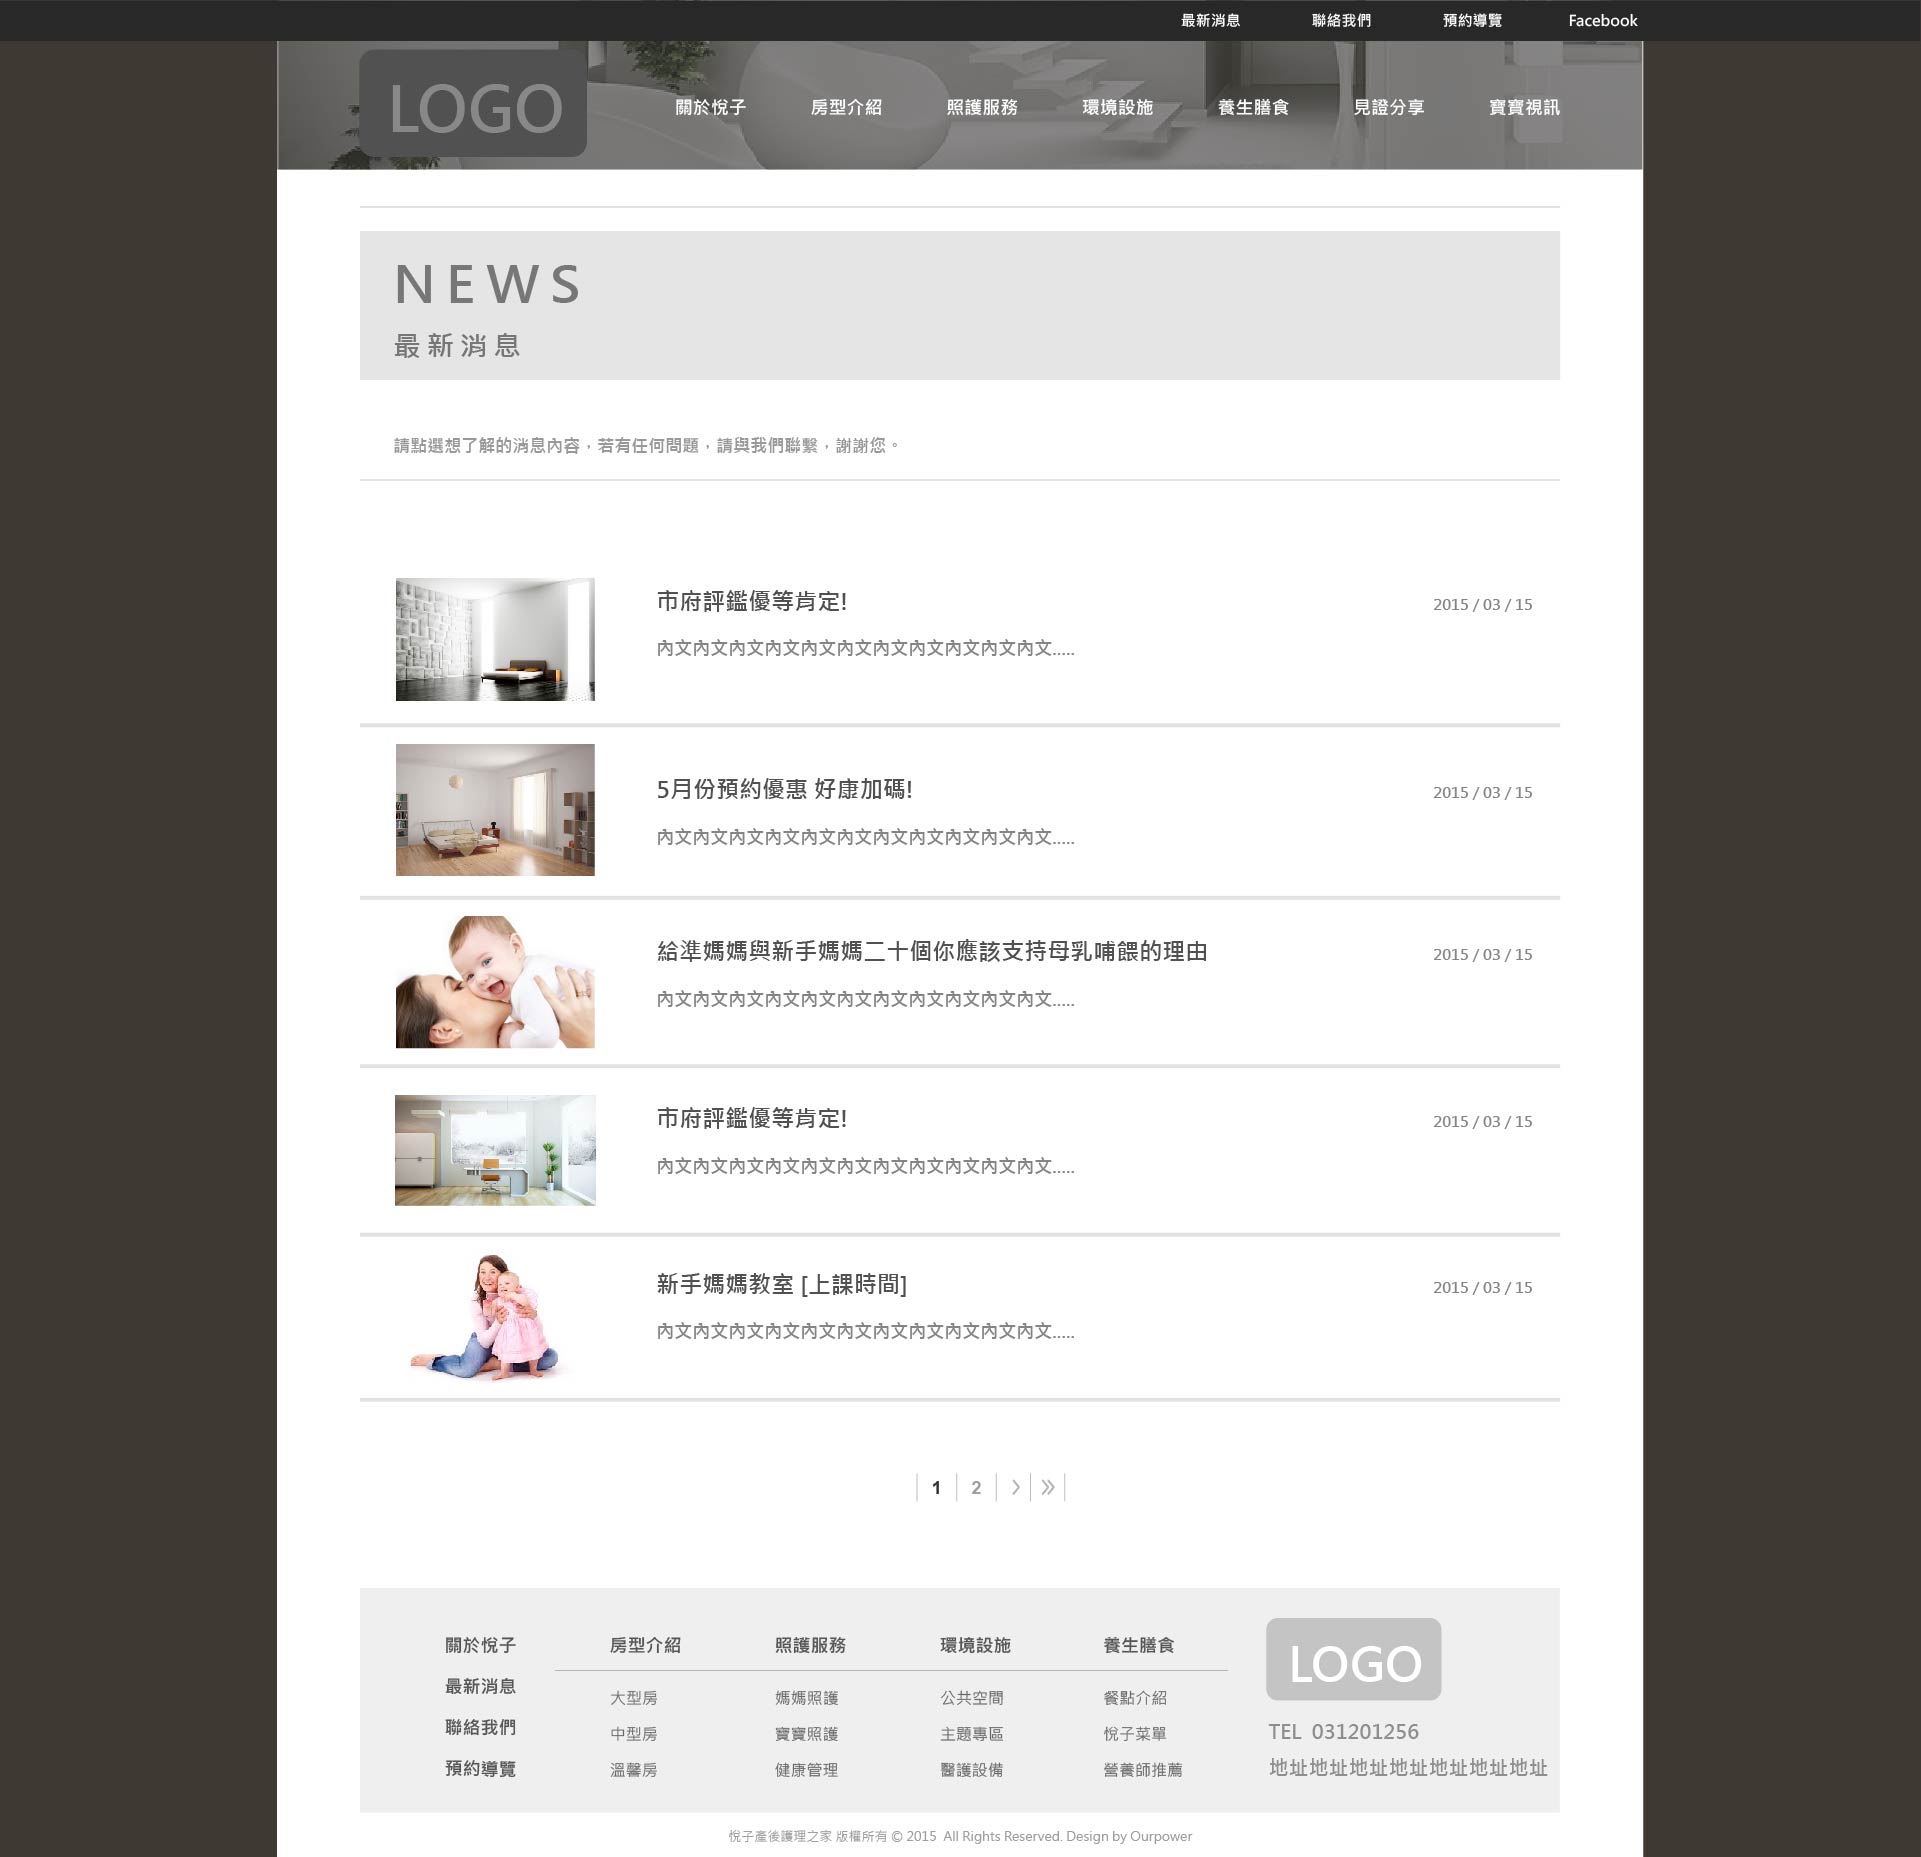 最新消息 聯絡我們 預約導覽 Facebook
LOGO 關於悅子 房型介紹 照護服務 環境設施 養生膳食 見證分享 寶寶視訊
NEWS
最新消息
請點選想了解的消息內容，若有任何問題，請與我們聯繫，謝謝您。
市府評鑑優等肯定! 2015 / 03 / 15
內文內文內文內文內文內文內文內文內文內文內文.....
5月份預約優惠 好康加碼! 2015 / 03 / 15
內文內文內文內文內文內文內文內文內文內文內文.....
給準媽媽與新手媽媽二十個你應該支持母乳哺餵的理由 2015 / 03 / 15
內文內文內文內文內文內文內文內文內文內文內文.....
市府評鑑優等肯定! 2015 / 03 / 15
內文內文內文內文內文內文內文內文內文內文內文.....
新手媽媽教室 [上課時間] 2015 / 03 / 15
內文內文內文內文內文內文內文內文內文內文內文.....
1 2 > »
關於悅子
最新消息
聯絡我們
預約導覽
房型介紹
大型房
中型房
溫馨房
照護服務
媽媽照護
寶寶照護
健康管理
環境設施
公共空間
主題專區
醫護設備
養生膳食
餐點介紹
悅子菜單
營養師推薦
LOGO
TEL 031201256
地址地址地址地址地址地址地址
悅子產後護理之家 版權所有 © 2015 All Rights Reserved. Design by Ourpower